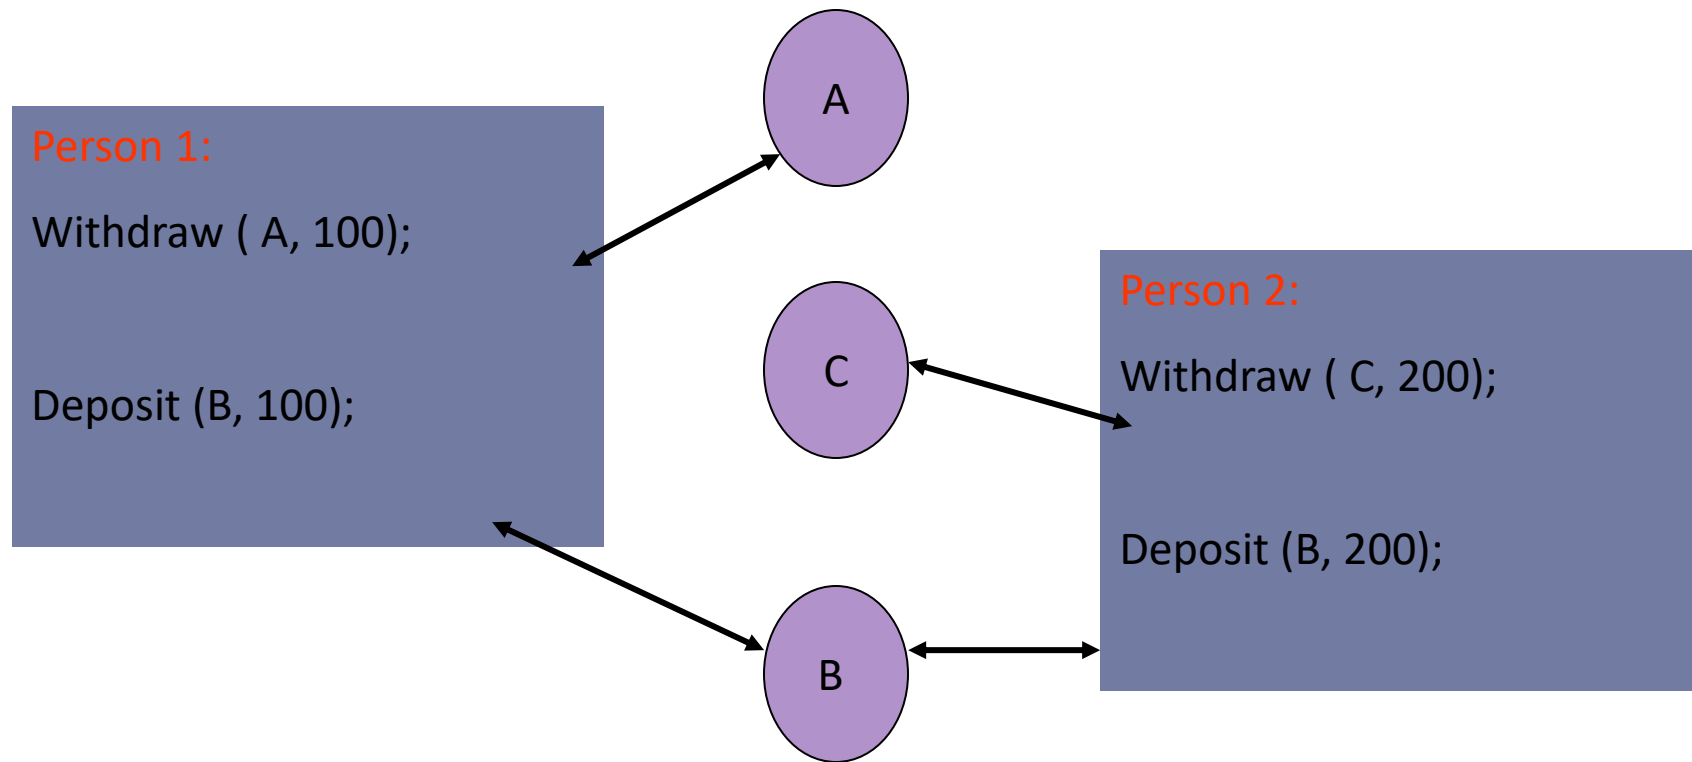 Person 1:
Withdraw ( A, 100);
Deposit (B, 100);
A
C
B
Person 2:
Withdraw ( C, 200);
Deposit (B, 200);